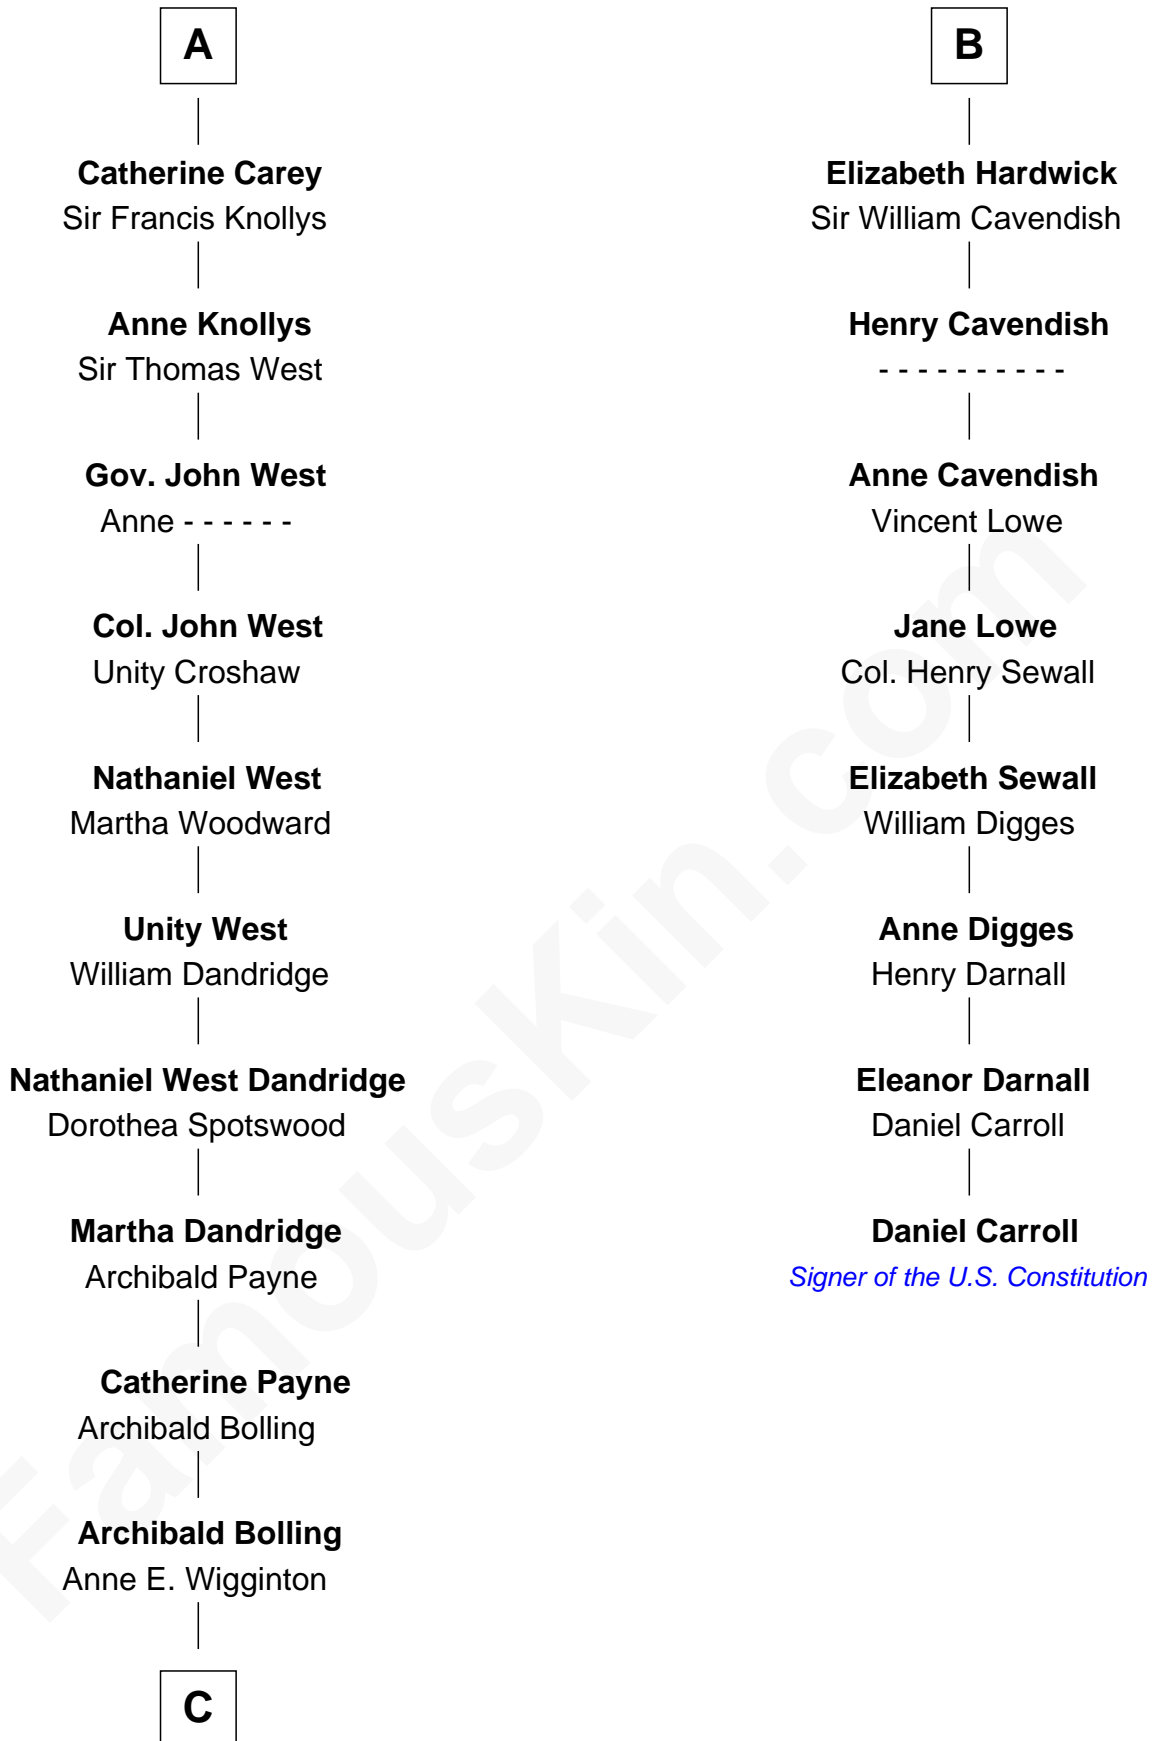 A
Catherine Carey
Sir Francis Knollys
Anne Knollys
Sir Thomas West
Gov. John West
Anne - - - - - -
Col. John West
Unity Croshaw
Nathaniel West
Martha Woodward
Unity West
William Dandridge
Nathaniel West Dandridge
Dorothea Spotswood
Martha Dandridge
Archibald Payne
Catherine Payne
Archibald Bolling
Archibald Bolling
Anne E. Wigginton
C
B
Elizabeth Hardwick
Sir William Cavendish
Henry Cavendish
- - - - - - - - - -
Anne Cavendish
Vincent Lowe
Jane Lowe
Col. Henry Sewall
Elizabeth Sewall
William Digges
Anne Digges
Henry Darnall
Eleanor Darnall
Daniel Carroll
Daniel Carroll
Signer of the U.S. Constitution
FamousKin.com